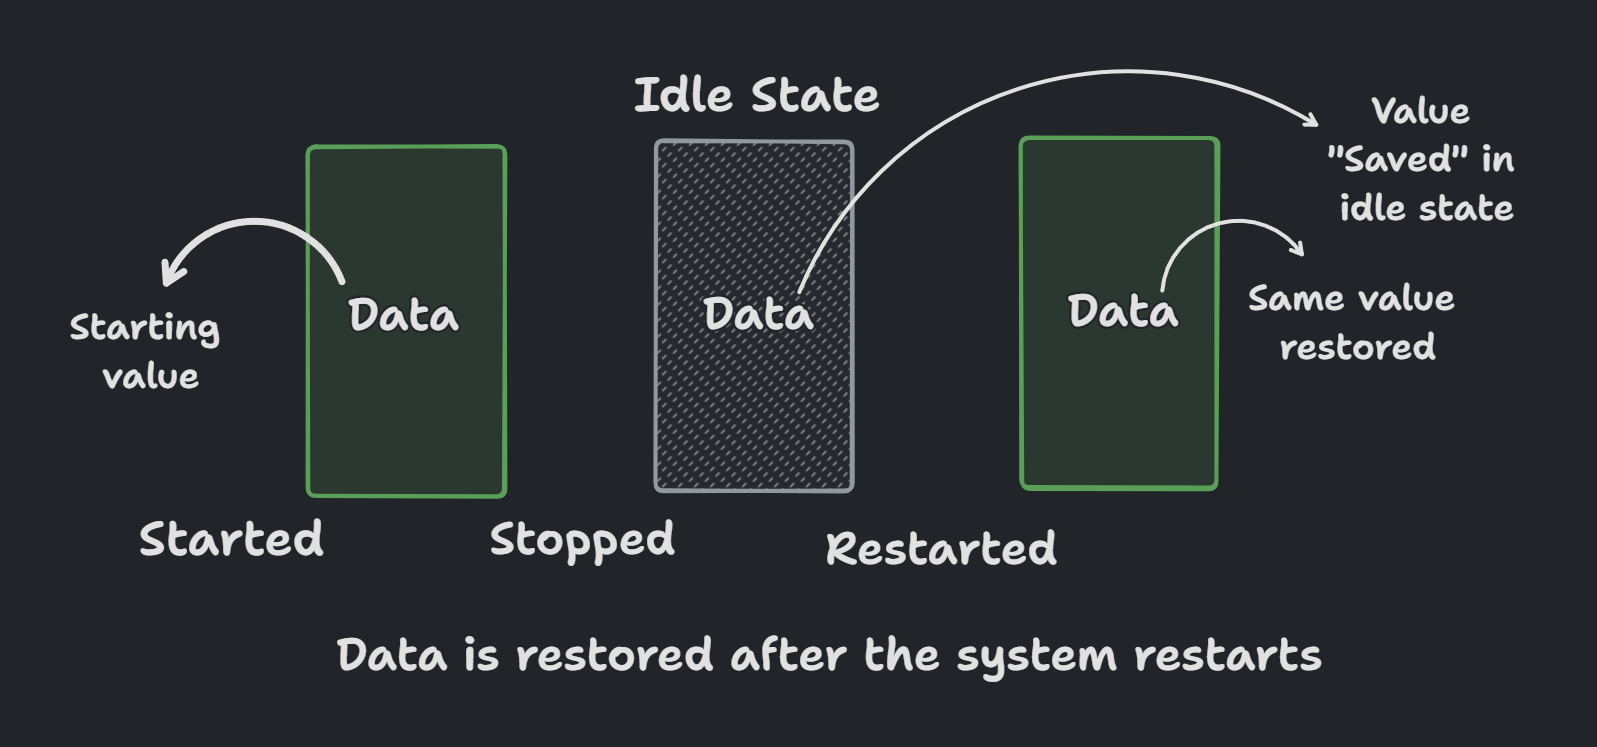 Idle State
Value
"Saved" in
idle state
Starting
value
Data
Data
Data
Same value
restored
Started
Stopped
Restarted
Data is restored after the system restarts